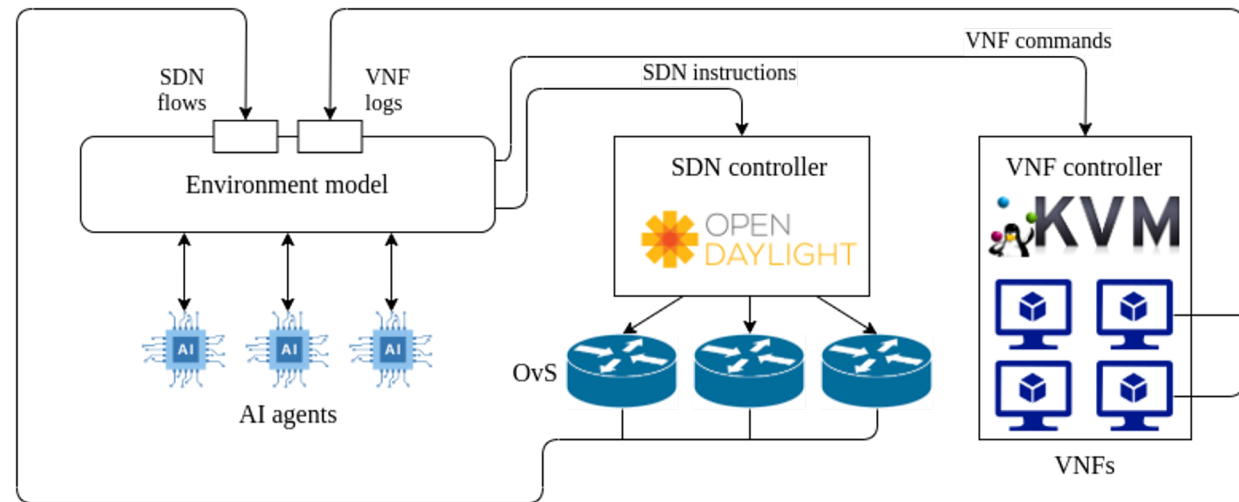 VNF commands
SDN instructions
SDN
flows
VNF
logs
Environment model
SDN controller
OPEN
DAYLIGHT
VNF controller
KVM
AI
AI
AI
AI agents
OvS
VNFs